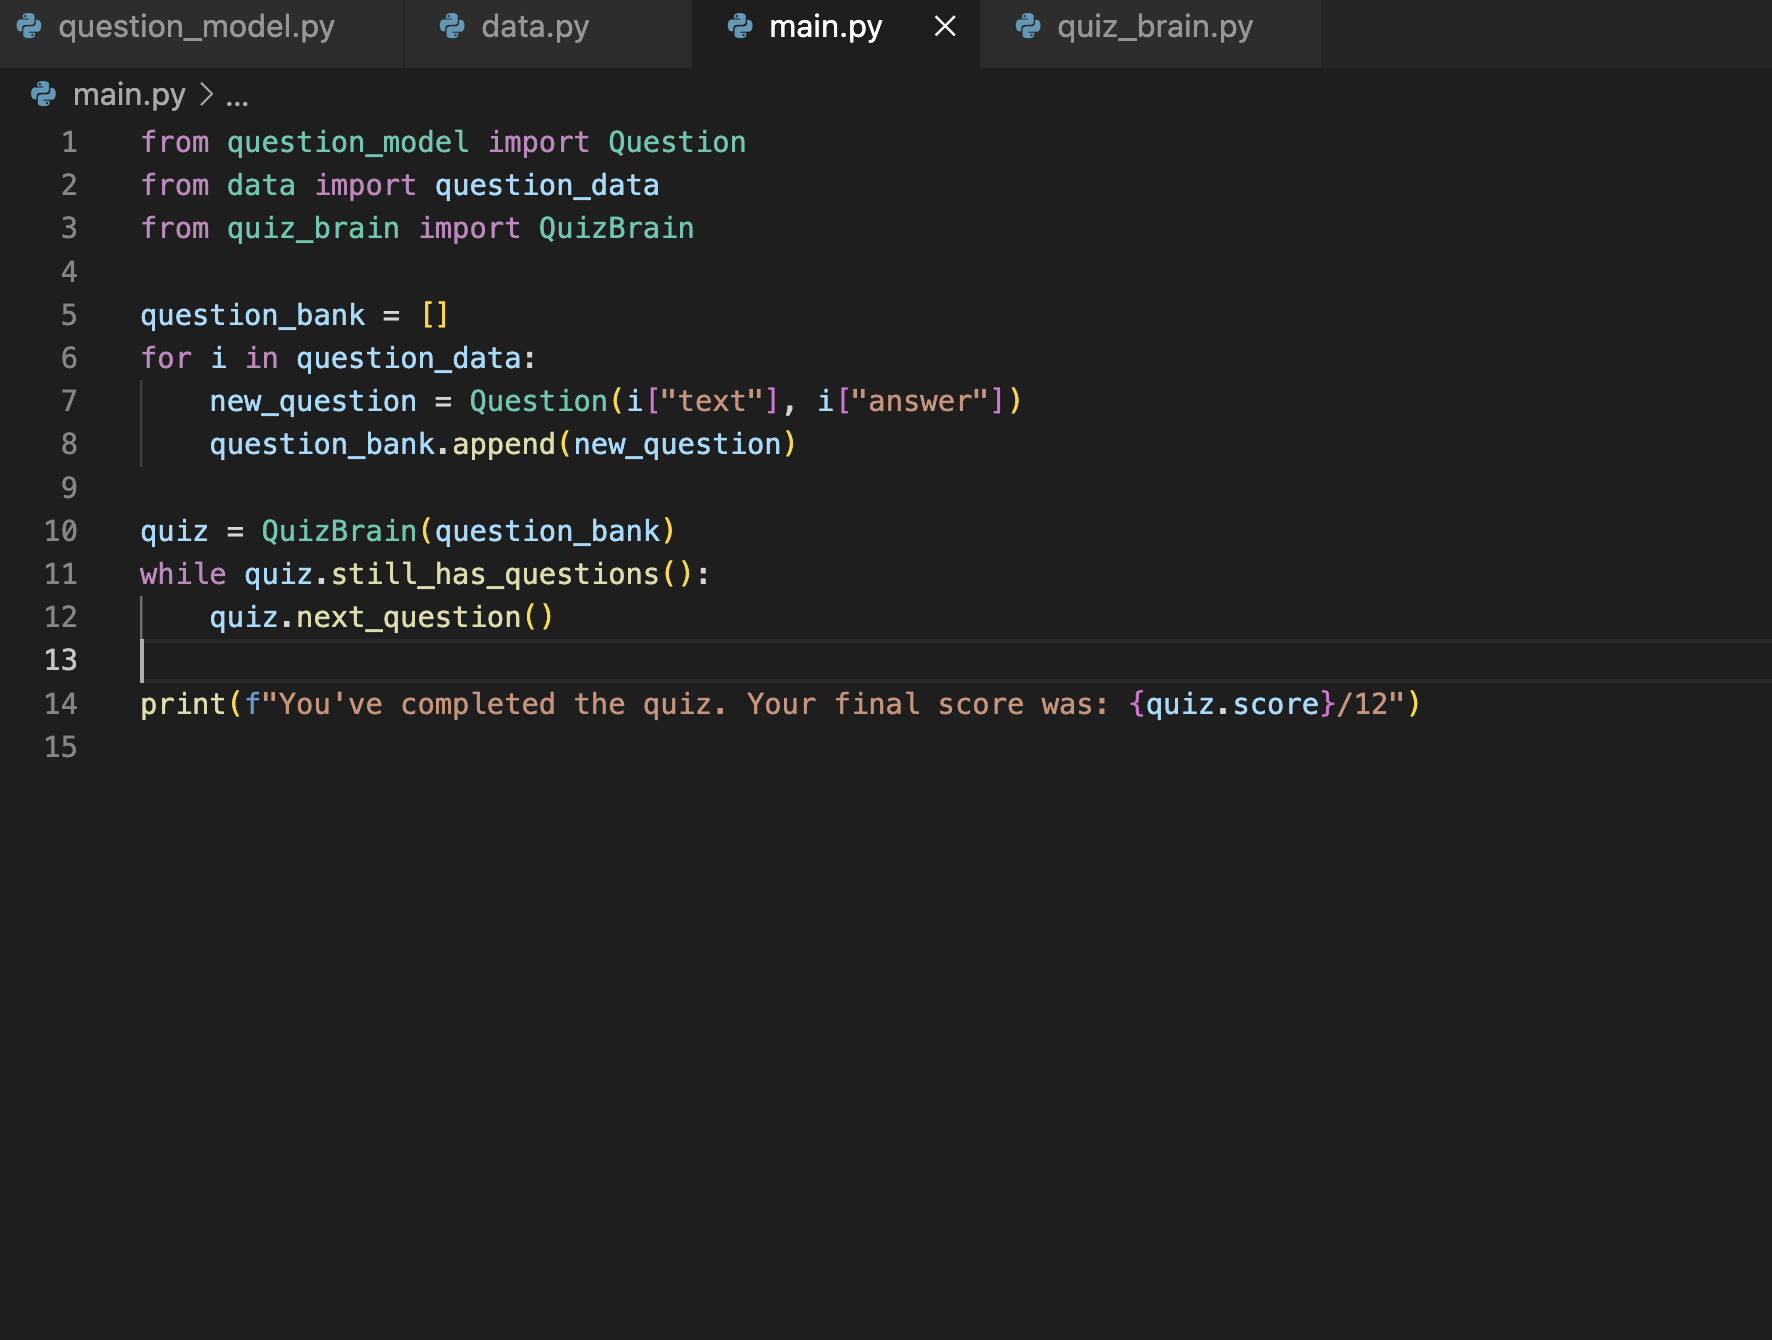 question_model.py data.py main.py quiz_brain.py
main.py > ...
1 from question_model import Question
2 from data import question_data
3 from quiz_brain import QuizBrain
4
5 question_bank = []
6 for i in question_data:
7     new_question = Question(i["text"], i["answer"])
8     question_bank.append(new_question)
9
10 quiz = QuizBrain(question_bank)
11 while quiz.still_has_questions():
12     quiz.next_question()
13
14 print(f"You've completed the quiz. Your final score was: {quiz.score}/12")
15